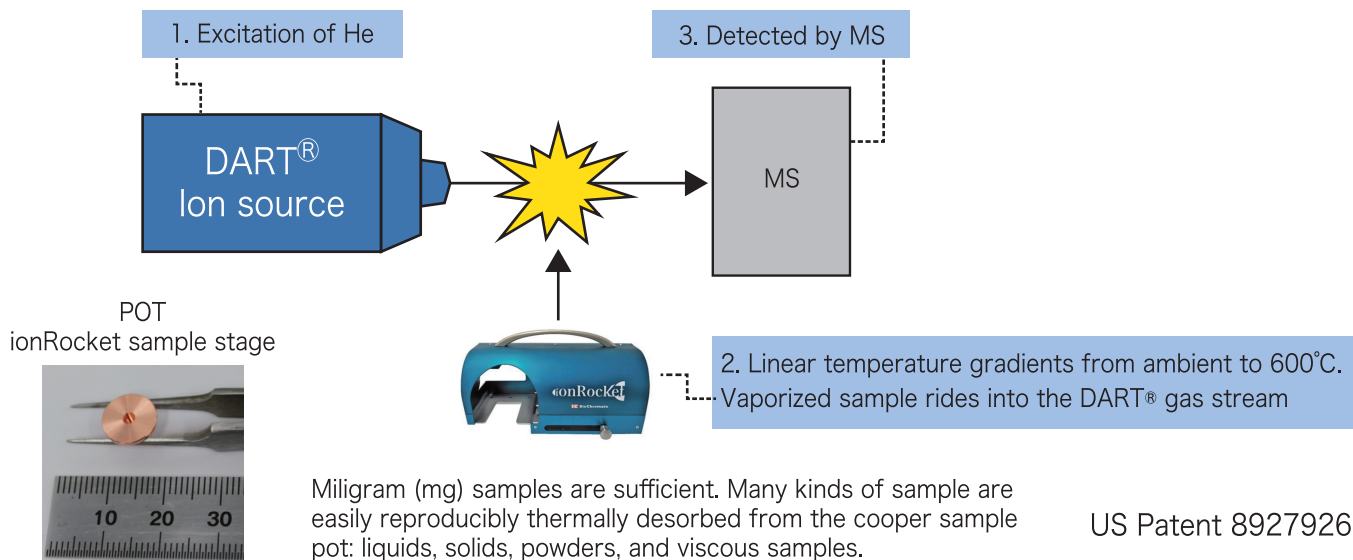 1. Excitation of He
3. Detected by MS
DART®
Ion source
MS
POT
ionRocket sample stage
ionRocket
BioChromato
2. Linear temperature gradients from ambient to 600°C.
Vaporized sample rides into the DART® gas stream
10 20 30
Miligram (mg) samples are sufficient. Many kinds of sample are
easily reproducibly thermally desorbed from the cooper sample
pot: liquids, solids, powders, and viscous samples.
US Patent 8927926